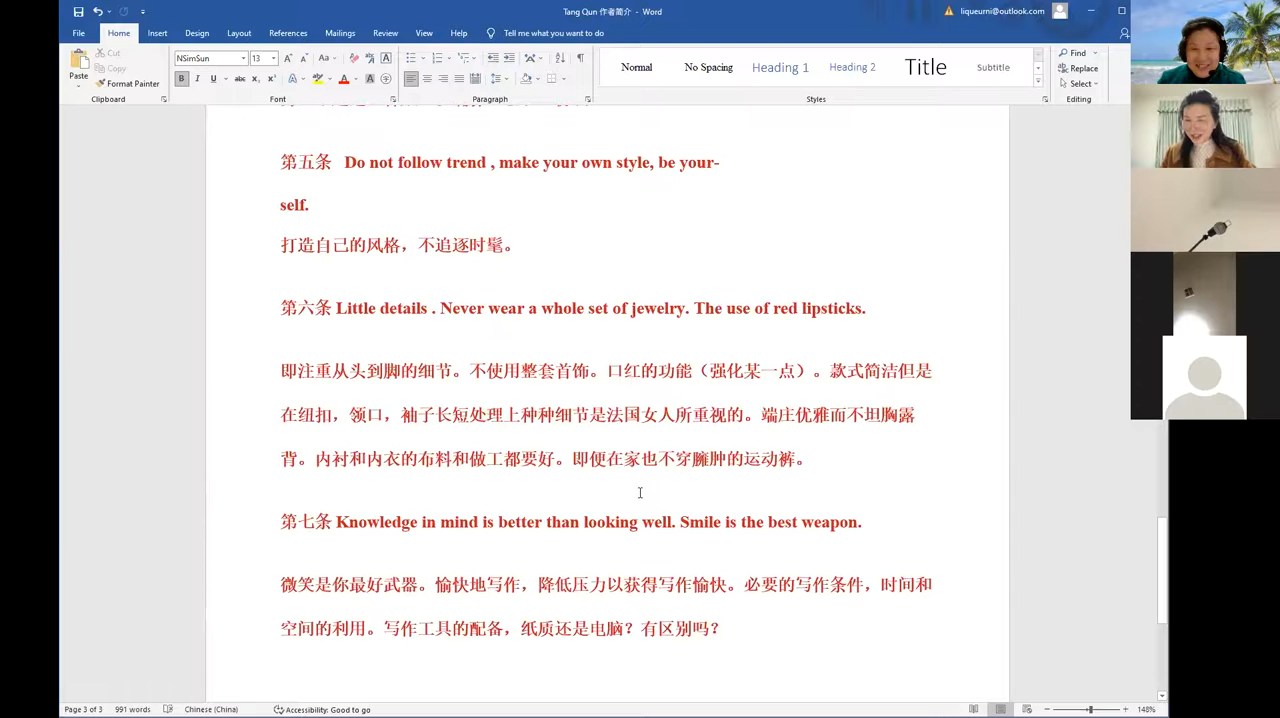 Tang Qun 作者简介 - Word
liqueurni@outlook.com
File Home Insert Design Layout References Mailings Review View Help Tell me what you want to do
Paste
Cut
Copy
Format Painter
NSimSun 13
Normal No Spacing Heading 1 Heading 2 Title Subtitle
Find
Replace
Select
Clipboard Font Paragraph Styles Editing
第五条 Do not follow trend , make your own style, be your-
self.
打造自己的风格，不追逐时髦。
第六条 Little details . Never wear a whole set of jewelry. The use of red lipsticks.
即注重从头到脚的细节。不使用整套首饰。口红的功能（强化某一点）。款式简洁但是
在纽扣，领口，袖子长短处理上种种细节是法国女人所重视的。端庄优雅而不坦胸露
背。内衬和内衣的布料和做工都要好。即便在家也不穿臃肿的运动裤。
第七条 Knowledge in mind is better than looking well. Smile is the best weapon.
微笑是你最好武器。愉快地写作，降低压力以获得写作愉快。必要的写作条件，时间和
空间的利用。写作工具的配备，纸质还是电脑？有区别吗？
Page 3 of 3 991 words Chinese (China) Accessibility: Good to go 148%